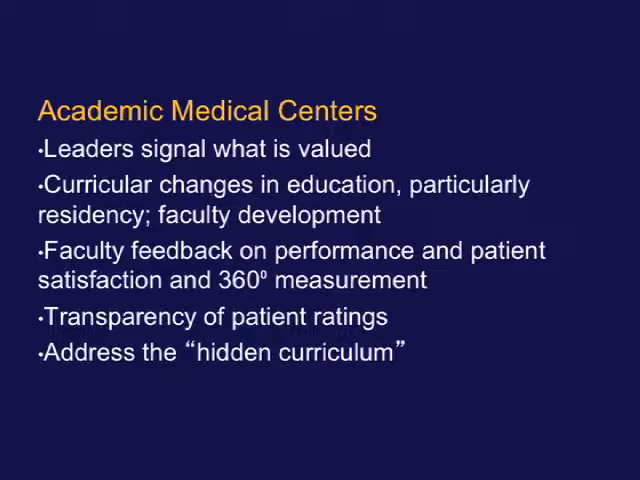 Academic Medical Centers
•Leaders signal what is valued
•Curricular changes in education, particularly
residency; faculty development
•Faculty feedback on performance and patient
satisfaction and 360⁰ measurement
•Transparency of patient ratings
•Address the “hidden curriculum”